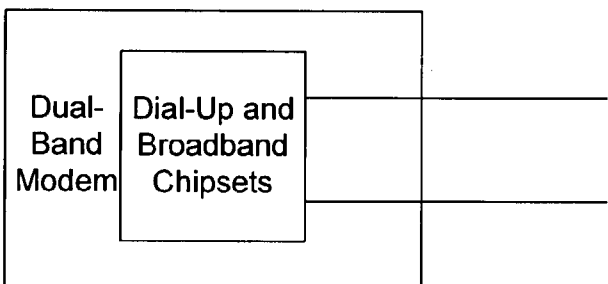 Dual-
Band
Modem
Dial-Up and
Broadband
Chipsets